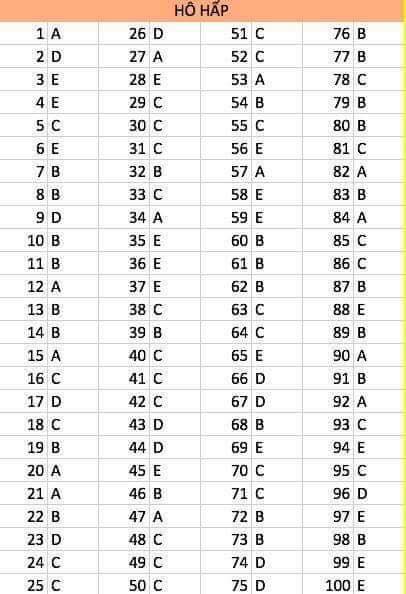 HÔ HẤP
1 A 26 D 51 C 76 B
2 D 27 A 52 C 77 B
3 E 28 E 53 A 78 C
4 E 29 C 54 B 79 B
5 C 30 C 55 C 80 B
6 E 31 C 56 E 81 C
7 B 32 B 57 A 82 A
8 B 33 C 58 E 83 B
9 D 34 A 59 E 84 A
10 B 35 E 60 B 85 C
11 B 36 E 61 B 86 C
12 A 37 E 62 B 87 B
13 B 38 C 63 C 88 E
14 B 39 B 64 C 89 B
15 A 40 C 65 E 90 A
16 C 41 C 66 D 91 B
17 D 42 C 67 D 92 A
18 C 43 D 68 B 93 C
19 B 44 D 69 E 94 E
20 A 45 E 70 C 95 C
21 A 46 B 71 C 96 D
22 B 47 A 72 B 97 E
23 D 48 C 73 B 98 B
24 C 49 C 74 D 99 E
25 C 50 C 75 D 100 E